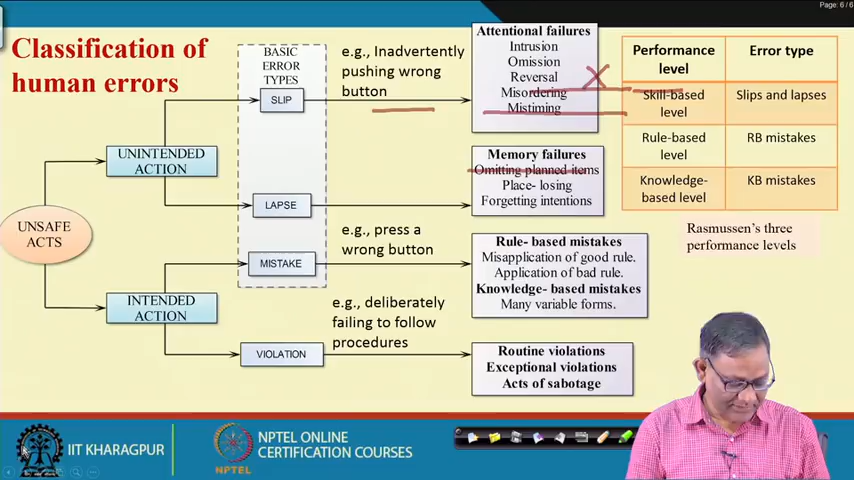 Page: 6/6
Classification of
human errors
BASIC
ERROR
TYPES
SLIP
LAPSE
MISTAKE
VIOLATION
UNSAFE
ACTS
UNINTENDED
ACTION
INTENDED
ACTION
e.g., Inadvertently
pushing wrong
button
e.g., press a
wrong button
e.g., deliberately
failing to follow
procedures
Attentional failures
Intrusion
Omission
Reversal
Misordering
Mistiming
Memory failures
Omitting planned items
Place- losing
Forgetting intentions
Rule- based mistakes
Misapplication of good rule.
Application of bad rule.
Knowledge- based mistakes
Many variable forms.
Routine violations
Exceptional violations
Acts of sabotage
Performance
level
Error type
Skill-based
level
Slips and lapses
Rule-based
level
RB mistakes
Knowledge-
based level
KB mistakes
Rasmussen's three
performance levels
IIT KHARAGPUR
NPTEL
NPTEL ONLINE
CERTIFICATION COURSES